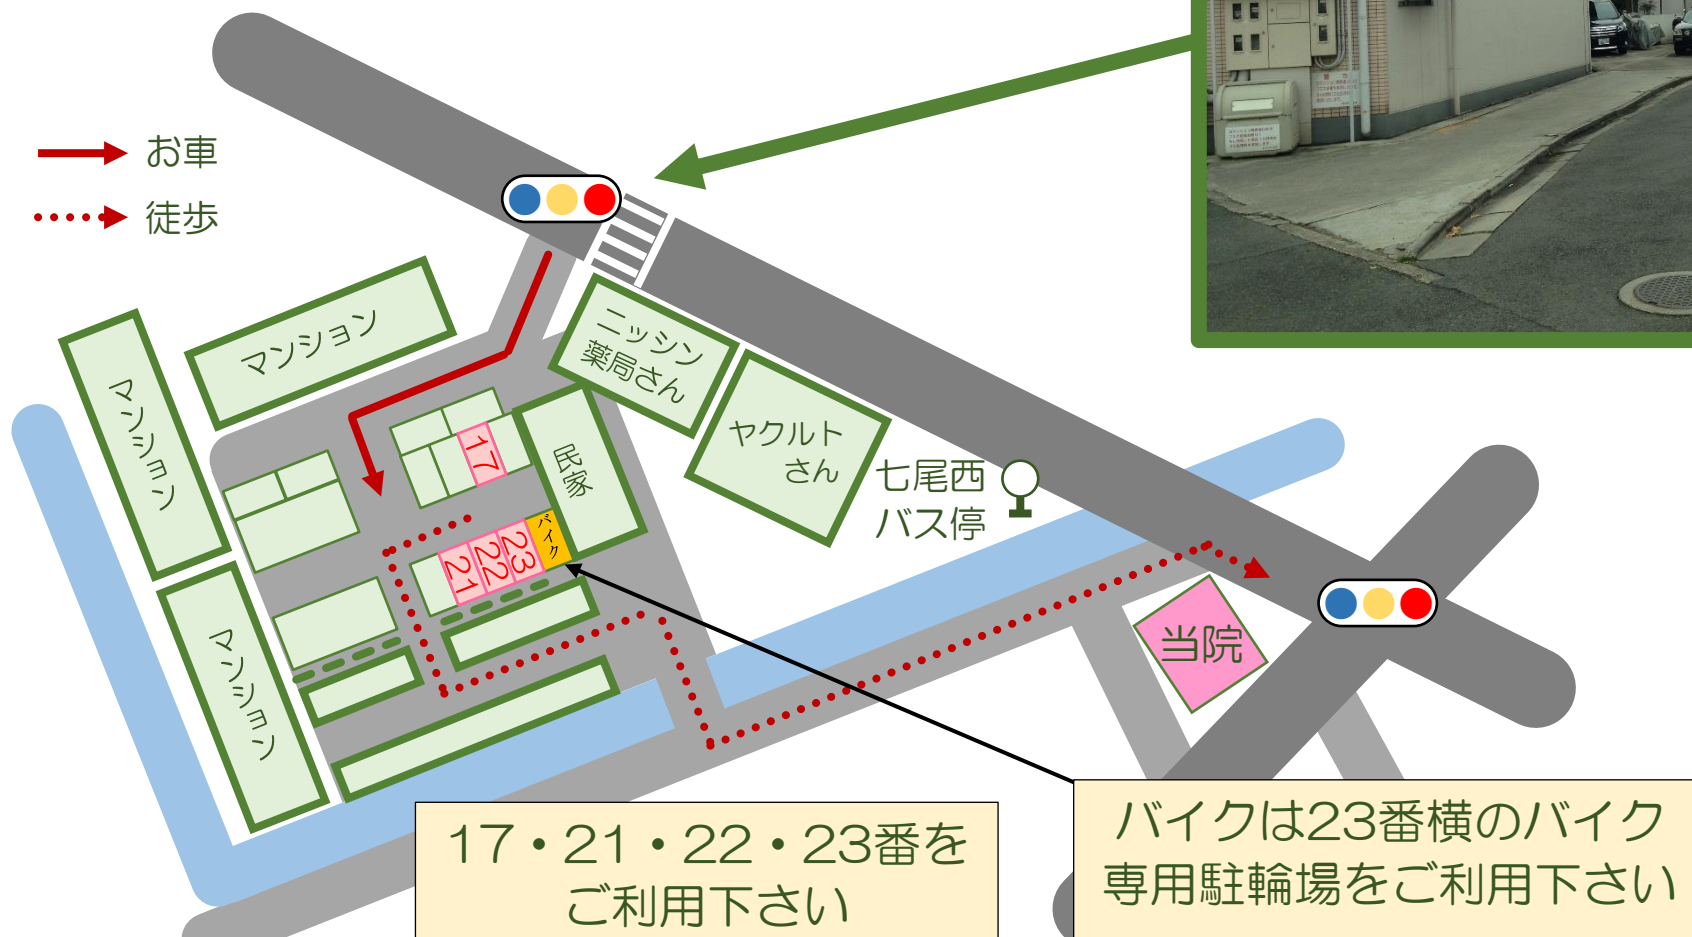 お車
徒歩
マンション
マンション
マンション
ニッシン
薬局さん
ヤクルト
さん
民家
七尾西
バス停
17
21
22
23
バイク
当院
17・21・22・23番を
ご利用下さい
バイクは23番横のバイク
専用駐輪場をご利用下さい